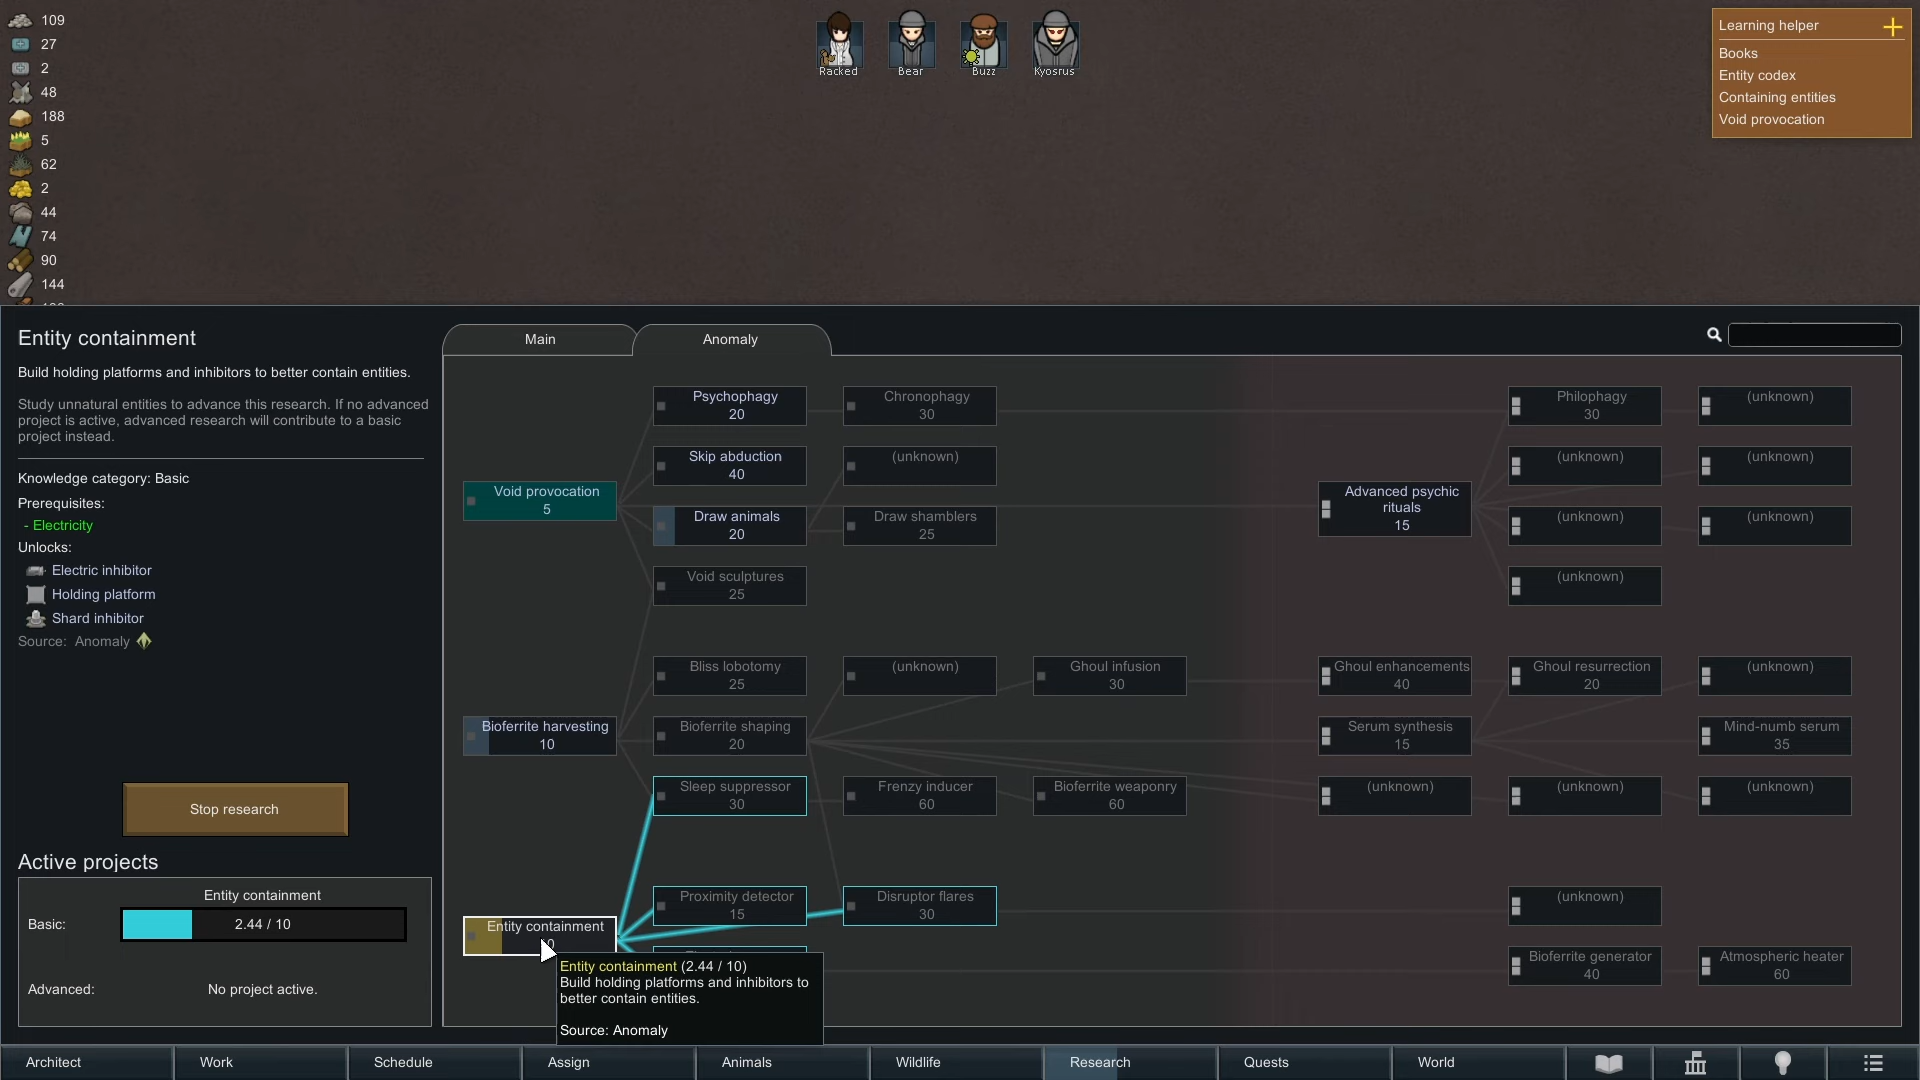 109
27
2
48
188
5
62
2
44
74
90
144
Racked
Bear
Buzz
Kyosrus
Learning helper
Books
Entity codex
Containing entities
Void provocation
Entity containment
Build holding platforms and inhibitors to better contain entities.
Study unnatural entities to advance this research. If no advanced
project is active, advanced research will contribute to a basic
project instead.
Knowledge category: Basic
Prerequisites:
- Electricity
Unlocks:
Electric inhibitor
Holding platform
Shard inhibitor
Source: Anomaly
Stop research
Active projects
Entity containment
Basic:
2.44 / 10
Advanced:
No project active.
Main
Anomaly
Psychophagy
20
Chronophagy
30
Philophagy
30
(unknown)
Skip abduction
40
(unknown)
(unknown)
(unknown)
Void provocation
5
Advanced psychic
rituals
15
Draw animals
20
Draw shamblers
25
(unknown)
(unknown)
Void sculptures
25
(unknown)
Bliss lobotomy
25
(unknown)
Ghoul infusion
30
Ghoul enhancements
40
Ghoul resurrection
20
(unknown)
Bioferrite harvesting
10
Bioferrite shaping
20
Serum synthesis
15
Mind-numb serum
35
Sleep suppressor
30
Frenzy inducer
60
Bioferrite weaponry
60
(unknown)
(unknown)
(unknown)
Proximity detector
15
Disruptor flares
30
(unknown)
Entity containment
Bioferrite generator
40
Atmospheric heater
60
Entity containment (2.44 / 10)
Build holding platforms and inhibitors to
better contain entities.
Source: Anomaly
Architect
Work
Schedule
Assign
Animals
Wildlife
Research
Quests
World